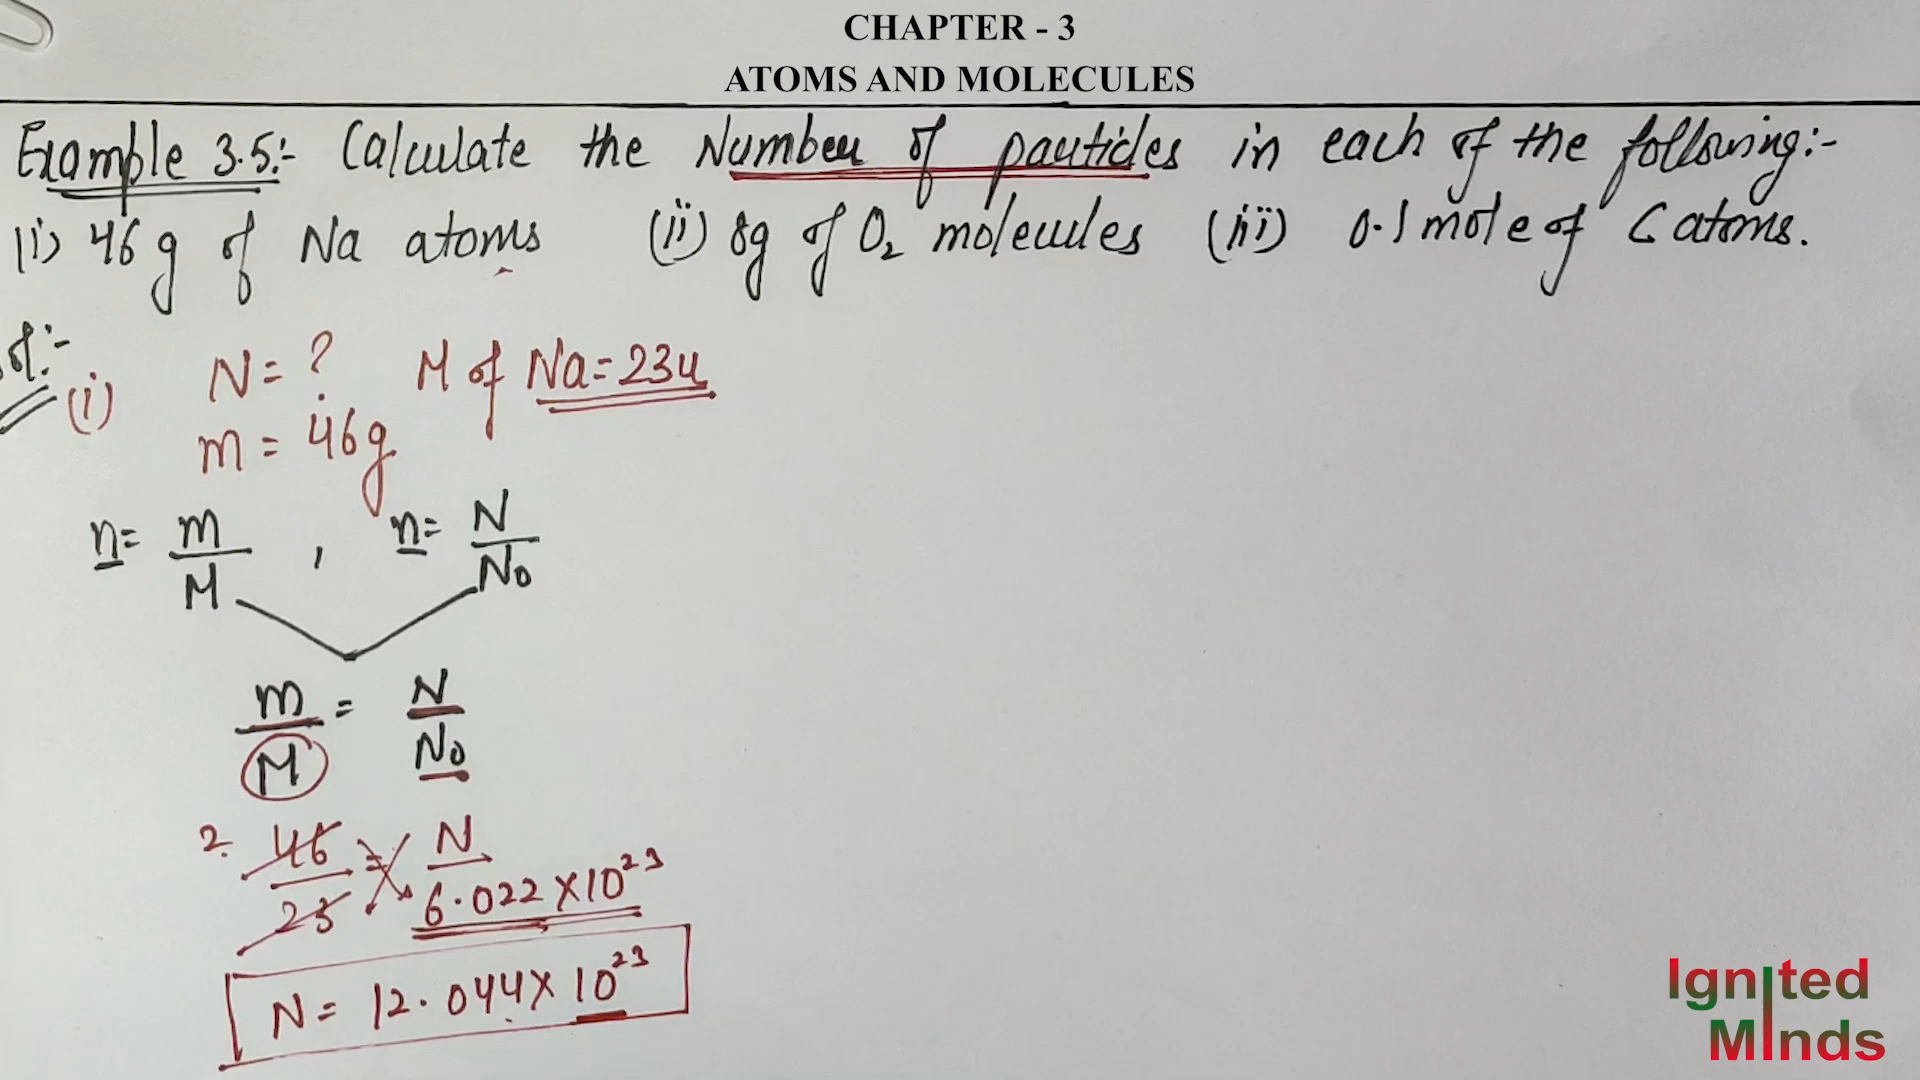 CHAPTER - 3
ATOMS AND MOLECULES
Example 3.5:- Calculate the Number of particles in each of the following:-
(i) 46g of Na atoms (ii) 8g of O₂ molecules (iii) 0.1 mole of C atoms.
(i) N = ? M of Na = 23u
m = 46g
n = m/M , n = N/N₀
m/M = N/N₀
2. 46/23 = N/6.022 × 10²³
N = 12.044 × 10²³
Ignited
Minds